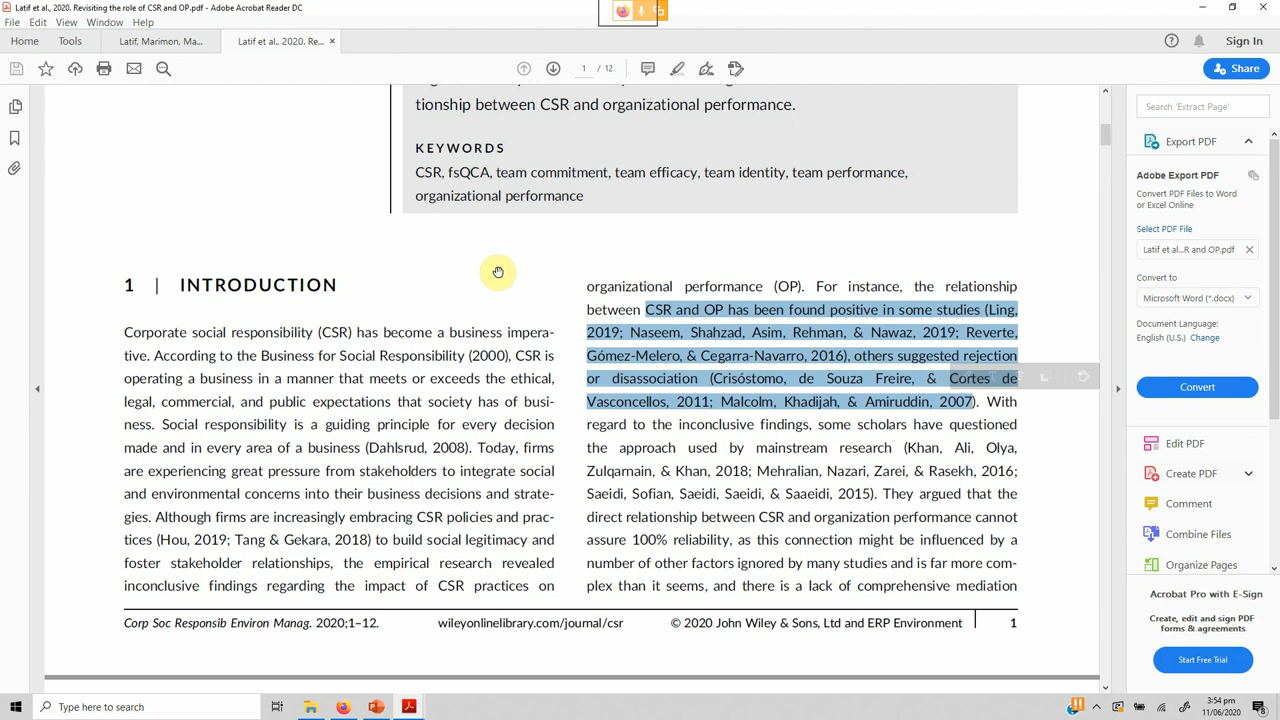 Latif et al., 2020. Revisiting the role of CSR and OP.pdf - Adobe Acrobat Reader DC
File Edit View Window Help
Home Tools Latif, Marimon, Ma... Latif et al., 2020. Re... ×
Sign In
1 / 12
Share
tionship between CSR and organizational performance.
KEYWORDS
CSR, fsQCA, team commitment, team efficacy, team identity, team performance,
organizational performance
1 | INTRODUCTION
Corporate social responsibility (CSR) has become a business impera-
tive. According to the Business for Social Responsibility (2000), CSR is
operating a business in a manner that meets or exceeds the ethical,
legal, commercial, and public expectations that society has of busi-
ness. Social responsibility is a guiding principle for every decision
made and in every area of a business (Dahlsrud, 2008). Today, firms
are experiencing great pressure from stakeholders to integrate social
and environmental concerns into their business decisions and strate-
gies. Although firms are increasingly embracing CSR policies and prac-
tices (Hou, 2019; Tang & Gekara, 2018) to build social legitimacy and
foster stakeholder relationships, the empirical research revealed
inconclusive findings regarding the impact of CSR practices on
organizational performance (OP). For instance, the relationship
between CSR and OP has been found positive in some studies (Ling,
2019; Naseem, Shahzad, Asim, Rehman, & Nawaz, 2019; Reverte,
Gómez-Melero, & Cegarra-Navarro, 2016), others suggested rejection
or disassociation (Crisóstomo, de Souza Freire, & Cortes de
Vasconcellos, 2011; Malcolm, Khadijah, & Amiruddin, 2007). With
regard to the inconclusive findings, some scholars have questioned
the approach used by mainstream research (Khan, Ali, Olya,
Zulqarnain, & Khan, 2018; Mehralian, Nazari, Zarei, & Rasekh, 2016;
Saeidi, Sofian, Saeidi, Saeidi, & Saaeidi, 2015). They argued that the
direct relationship between CSR and organization performance cannot
assure 100% reliability, as this connection might be influenced by a
number of other factors ignored by many studies and is far more com-
plex than it seems, and there is a lack of comprehensive mediation
Corp Soc Responsib Environ Manag. 2020;1–12. wileyonlinelibrary.com/journal/csr © 2020 John Wiley & Sons, Ltd and ERP Environment 1
Search 'Extract Page'
Export PDF
Adobe Export PDF
Convert PDF Files to Word
or Excel Online
Select PDF File
Latif et al...R and OP.pdf ×
Convert to
Microsoft Word (*.docx)
Document Language:
English (U.S.) Change
Convert
Edit PDF
Create PDF
Comment
Combine Files
Organize Pages
Acrobat Pro with E-Sign
Create, edit and sign PDF
forms & agreements
Start Free Trial
Type here to search
3:54 pm
11/06/2020
8